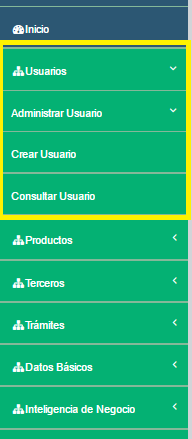 Inicio
Usuarios
Administrar Usuario
Crear Usuario
Consultar Usuario
Productos
Terceros
Trámites
Datos Básicos
Inteligencia de Negocio